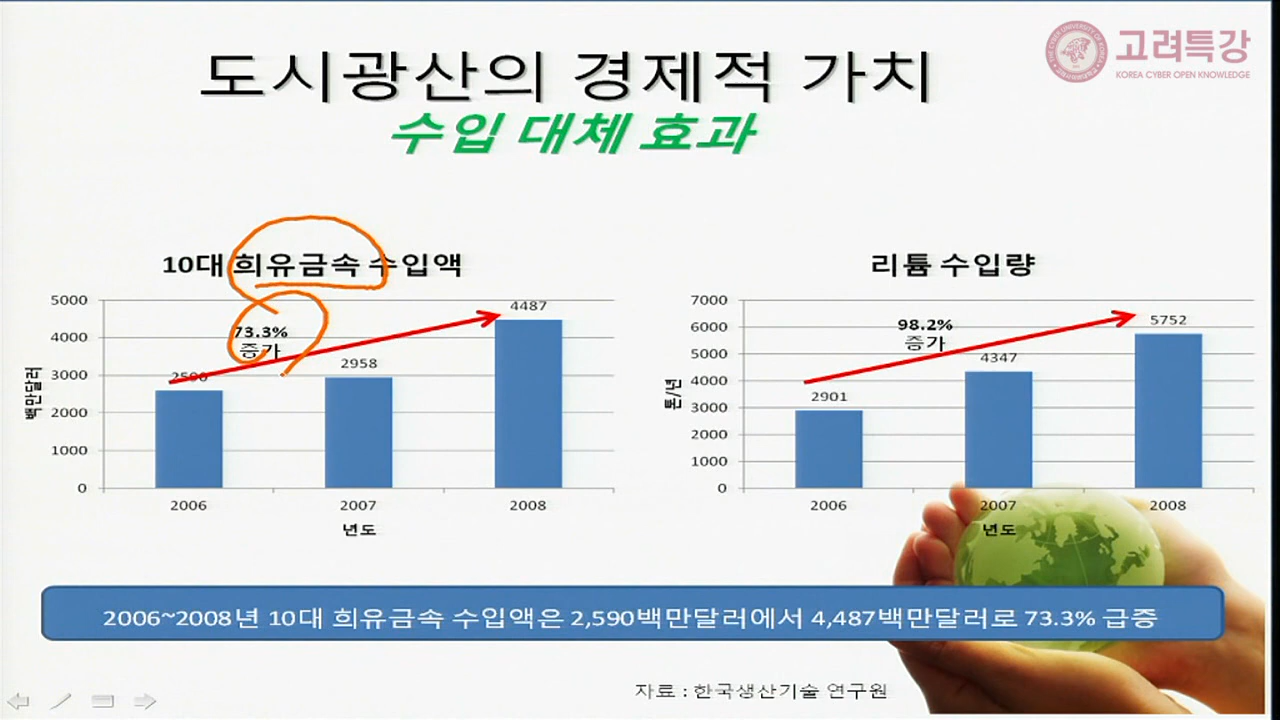 고려특강
KOREA CYBER OPEN KNOWLEDGE
도시광산의 경제적 가치
수입 대체 효과
10대 희유금속 수입액
5000
4000
3000
2000
1000
0
백만달러
73.3%
증가
2590
2958
4487
2006
2007
2008
년도
리튬 수입량
7000
6000
5000
4000
3000
2000
1000
0
톤/년
98.2%
증가
2901
4347
5752
2006
2007
2008
년도
2006~2008년 10대 희유금속 수입액은 2,590백만달러에서 4,487백만달러로 73.3% 급증
자료 : 한국생산기술 연구원